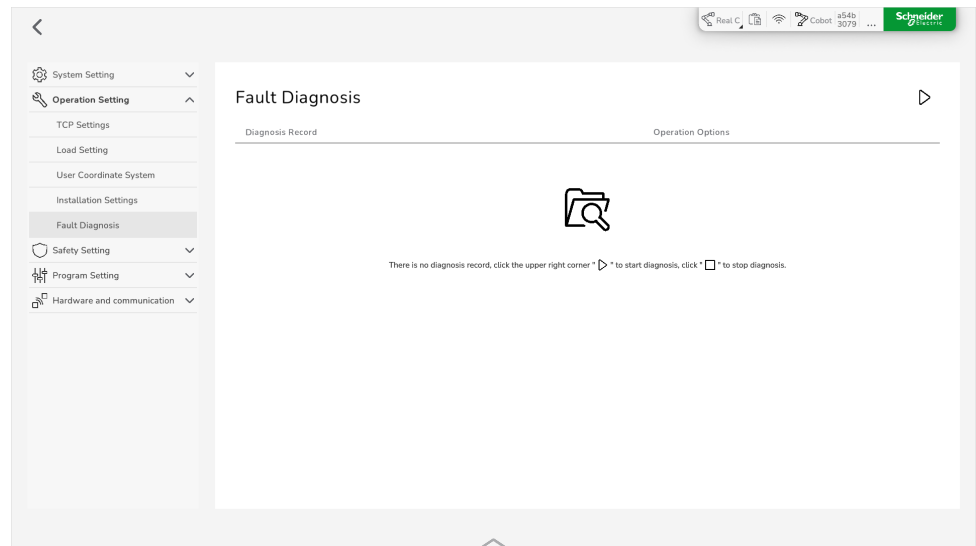 Real C
Cobot
a54b
3079
...
Schneider
Electric
System Setting
Operation Setting
TCP Settings
Load Setting
User Coordinate System
Installation Settings
Fault Diagnosis
Safety Setting
Program Setting
Hardware and communication
Fault Diagnosis
Diagnosis Record
Operation Options
There is no diagnosis record, click the upper right corner " ▷ " to start diagnosis, click " □ " to stop diagnosis.